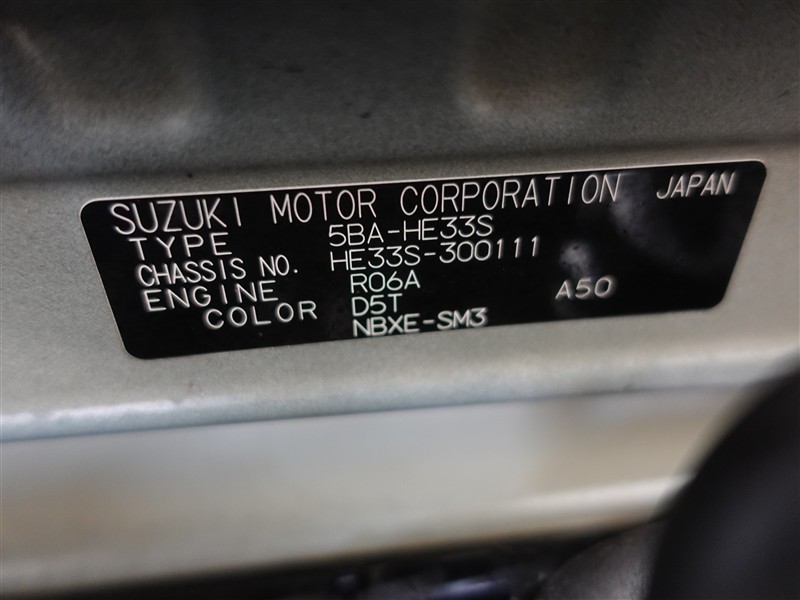 SUZUKI MOTOR CORPORATION JAPAN
TYPE 5BA-HE33S
CHASSIS NO. HE33S-300111
ENGINE R06A A50
COLOR D5T
NBXE-SM3